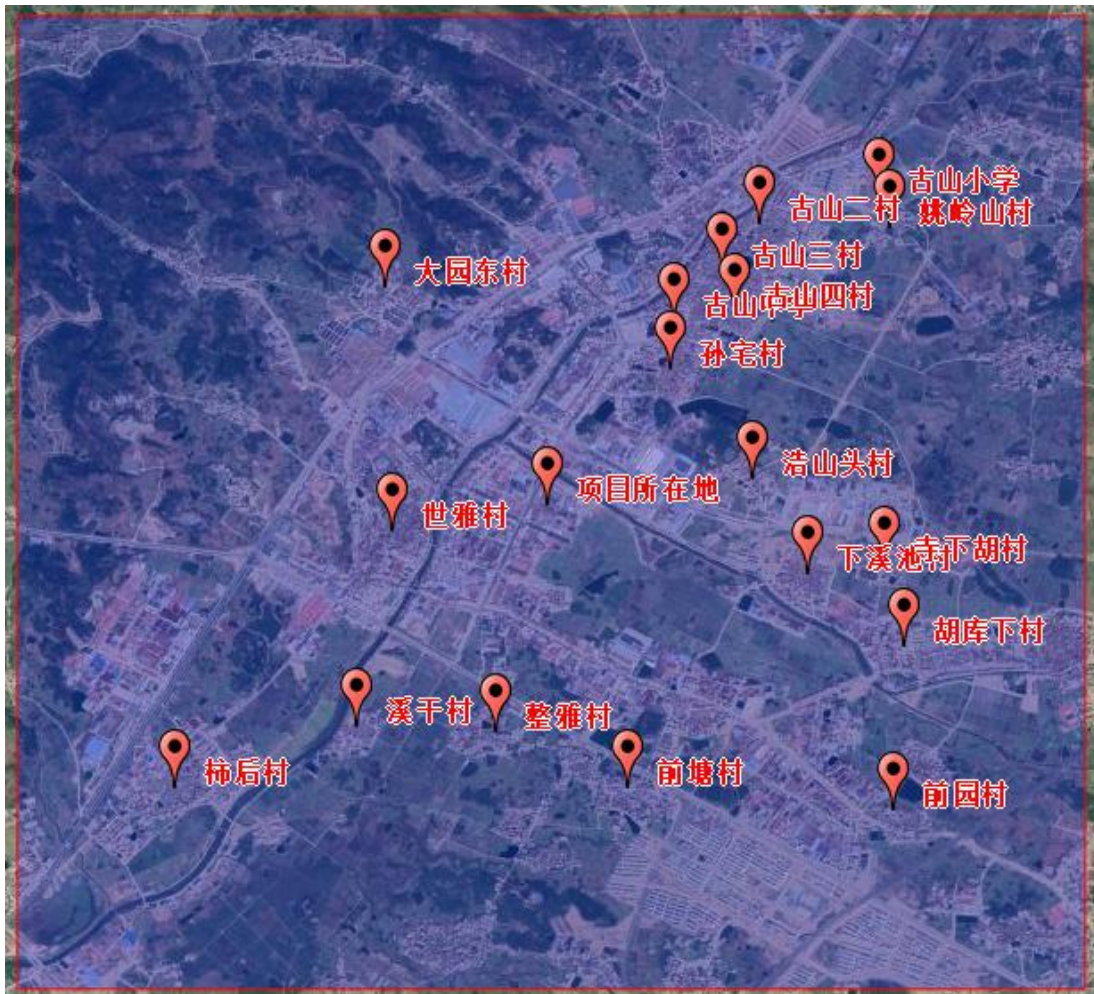 古山小学
古山二村
姚岭山村
古山三村
大园东村
古山四村
古山中学
孙宅村
浩山头村
项目所在地
世雅村
寺下胡村
下溪池村
胡库下村
溪干村
整雅村
柿后村
前塘村
前园村